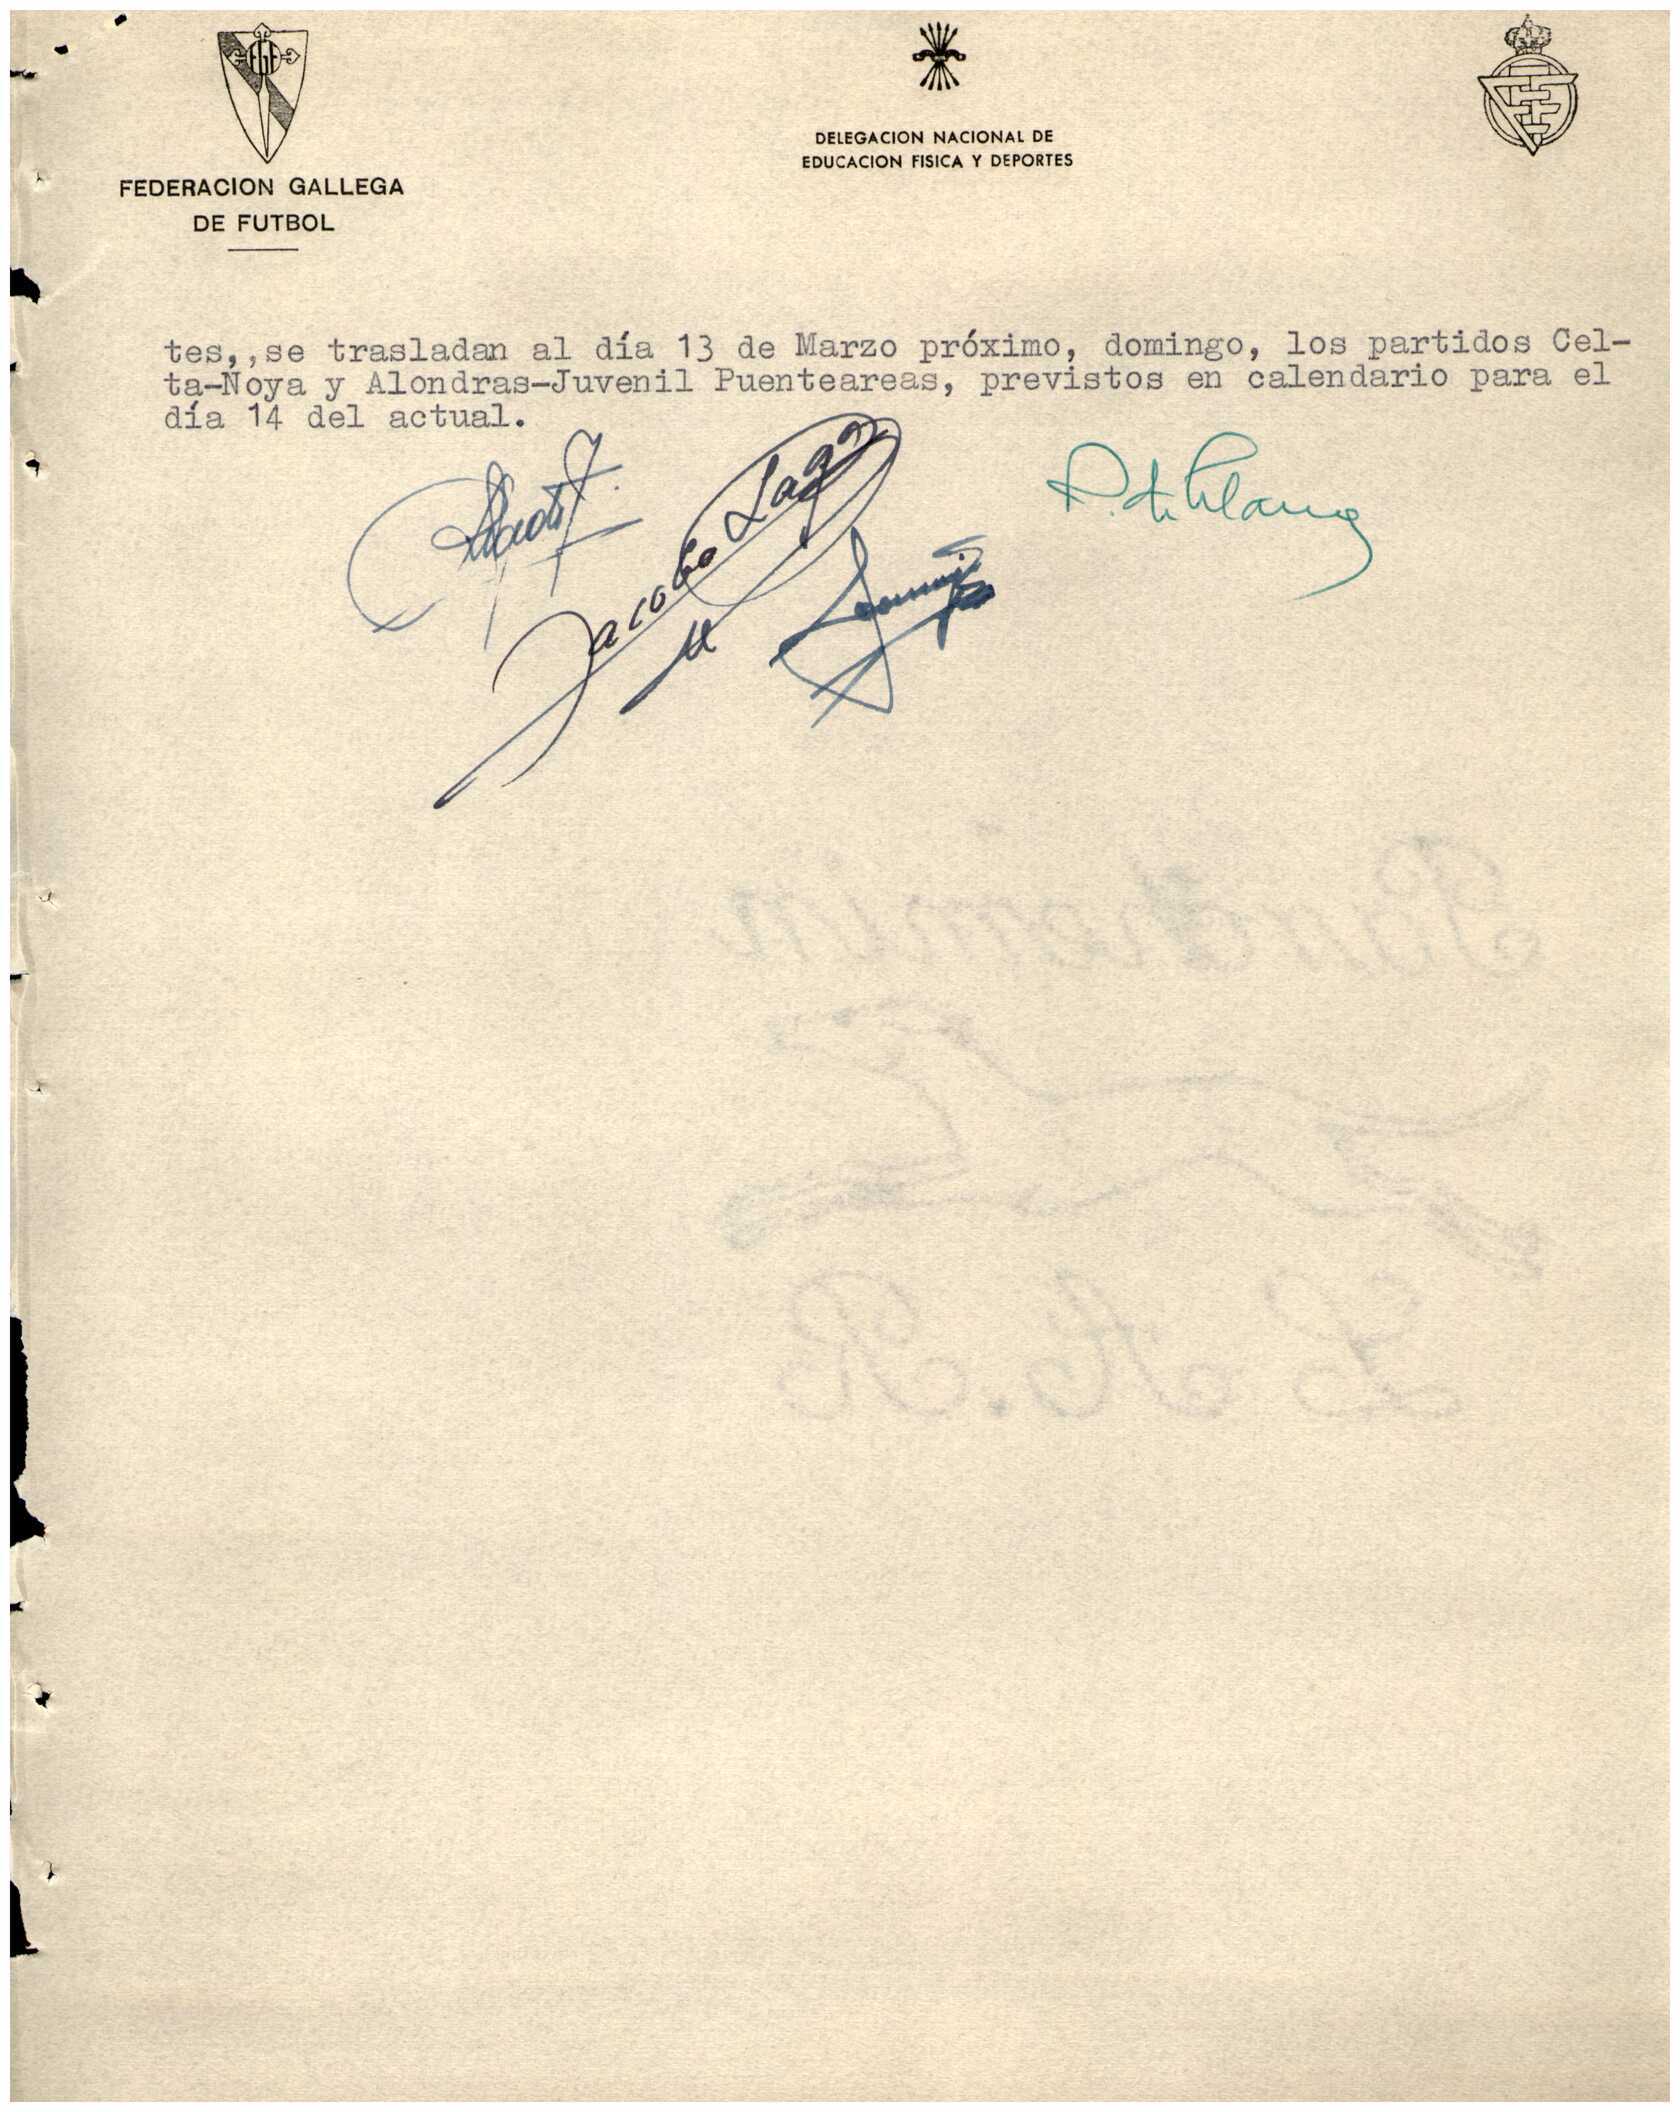 FGF
FEDERACION GALLEGA
DE FUTBOL
DELEGACION NACIONAL DE
EDUCACION FISICA Y DEPORTES
tes,,se trasladan al día 13 de Marzo próximo, domingo, los partidos Cel-
ta-Noya y Alondras-Juvenil Puenteareas, previstos en calendario para el
día 14 del actual.
Jacobo Lago